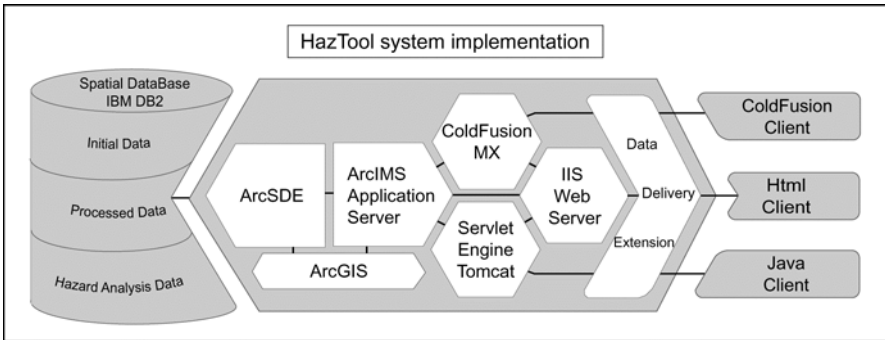 HazTool system implementation
Spatial DataBase
IBM DB2
Initial Data
Processed Data
Hazard Analysis Data
ArcSDE
ArcIMS
Application
Server
ArcGIS
ColdFusion
MX
IIS
Web
Server
Servlet
Engine
Tomcat
Data
Delivery
Extension
ColdFusion
Client
Html
Client
Java
Client